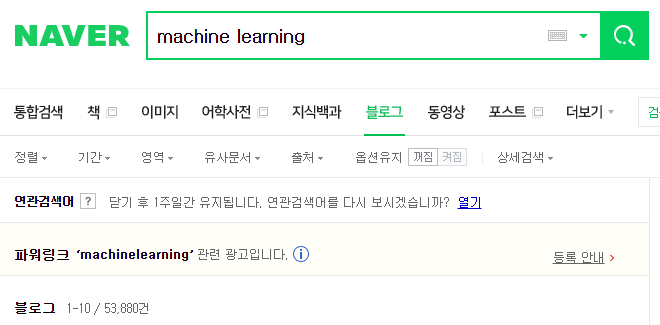 NAVER machine learning
통합검색 책 이미지 어학사전 지식백과 블로그 동영상 포스트 더보기 검
정렬 기간 영역 유사문서 출처 옵션유지 꺼짐 켜짐 상세검색
연관검색어 ? 닫기 후 1주일간 유지됩니다. 연관검색어를 다시 보시겠습니까? 열기
파워링크 ‘machinelearning’ 관련 광고입니다. i 등록 안내
블로그 1-10 / 53,880건